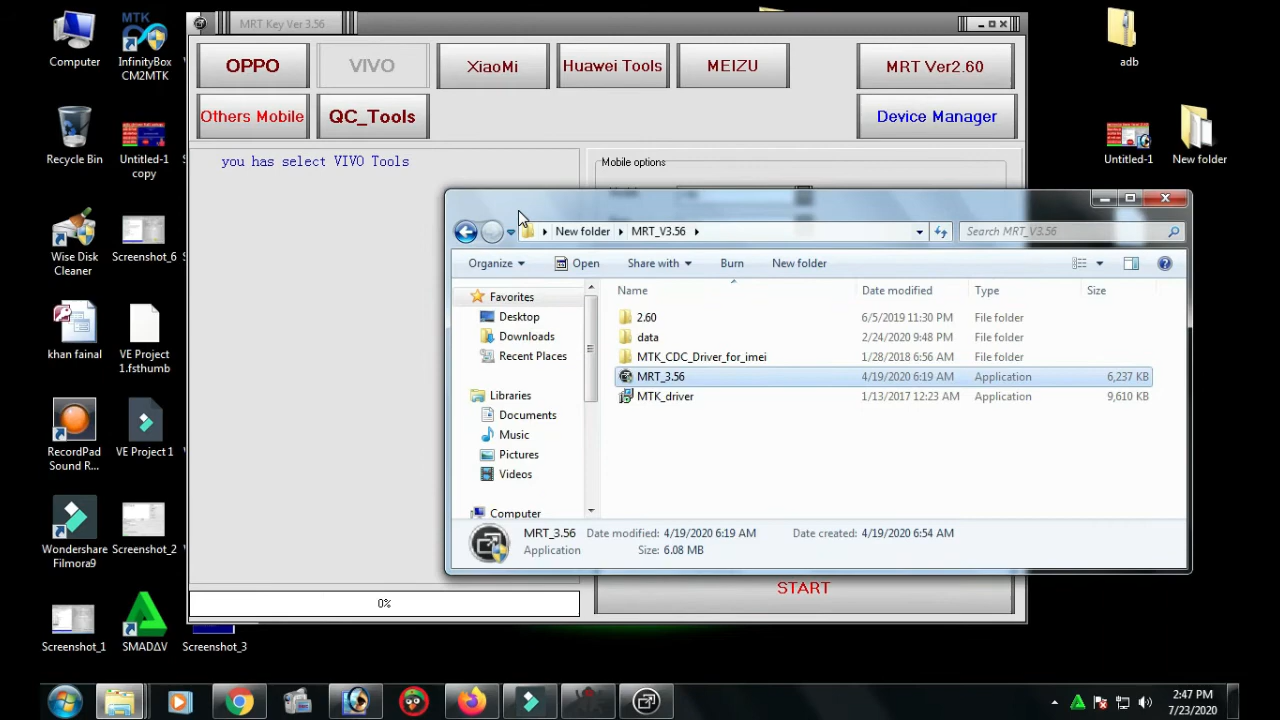 Computer
MTK
InfinityBox
CM2MTK
Recycle Bin
Untitled-1
copy
Wise Disk
Cleaner
Screenshot_6
khan fainal
VE Project
1.fsthumb
RecordPad
Sound R...
VE Project 1
Wondershare
Filmora9
Screenshot_2
Screenshot_1
SMADΔV
Screenshot_3
adb
Untitled-1
New folder
MRT Key Ver 3.56
OPPO
VIVO
XiaoMi
Huawei Tools
MEIZU
MRT Ver2.60
Others Mobile
QC_Tools
Device Manager
you has select VIVO Tools
Mobile options
0%
START
New folder
MRT_V3.56
Search MRT_V3.56
Organize
Open
Share with
Burn
New folder
Favorites
Desktop
Downloads
Recent Places
Libraries
Documents
Music
Pictures
Videos
Computer
Name Date modified Type Size
2.60 6/5/2019 11:30 PM File folder
data 2/24/2020 9:48 PM File folder
MTK_CDC_Driver_for_imei 1/28/2018 6:56 AM File folder
MRT_3.56 4/19/2020 6:19 AM Application 6,237 KB
MTK_driver 1/13/2017 12:23 AM Application 9,610 KB
MRT_3.56 Date modified: 4/19/2020 6:19 AM Date created: 4/19/2020 6:54 AM
Application Size: 6.08 MB
2:47 PM
7/23/2020